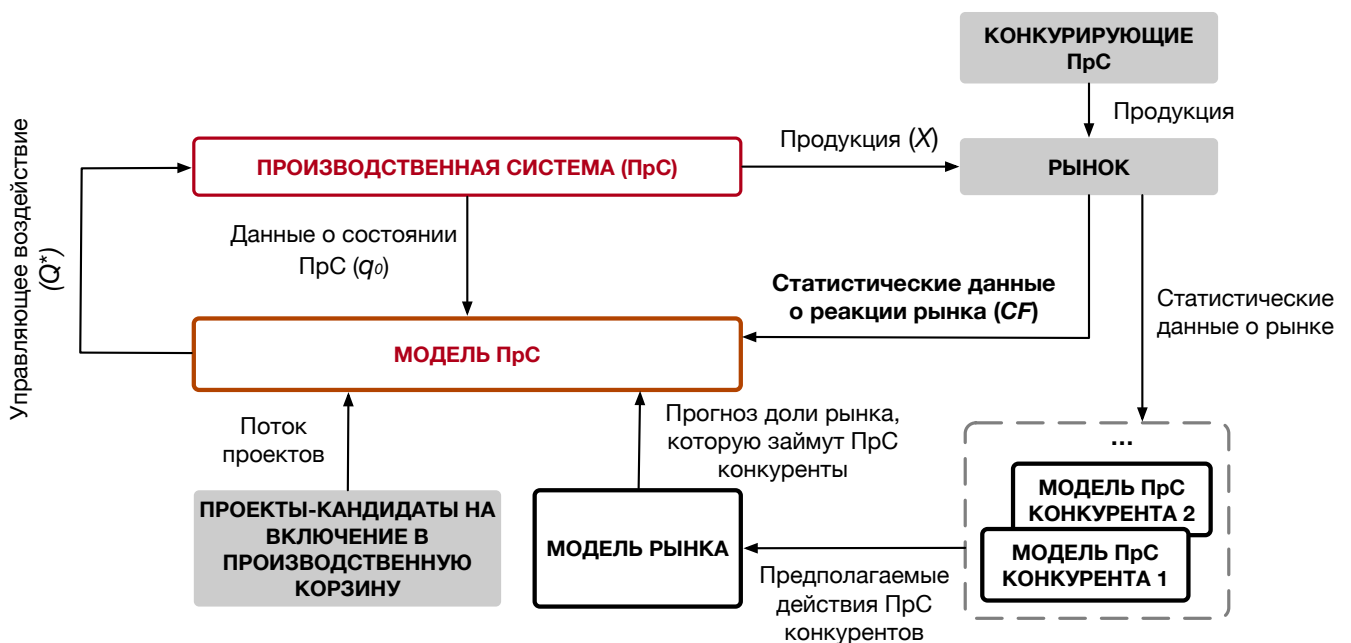 КОНКУРИРУЮЩИЕ
ПрС
Продукция
Управляющее воздействие
(Q*)
ПРОИЗВОДСТВЕННАЯ СИСТЕМА (ПрС)
Продукция (X)
РЫНОК
Данные о состоянии
ПрС (q₀)
Статистические данные
о реакции рынка (CF)
Статистические
данные о рынке
МОДЕЛЬ ПрС
Поток
проектов
Прогноз доли рынка,
которую займут ПрС
конкуренты
...
ПРОЕКТЫ-КАНДИДАТЫ НА
ВКЛЮЧЕНИЕ В
ПРОИЗВОДСТВЕННУЮ
КОРЗИНУ
МОДЕЛЬ РЫНКА
МОДЕЛЬ ПрС
КОНКУРЕНТА 2
МОДЕЛЬ ПрС
КОНКУРЕНТА 1
Предполагаемые
действия ПрС
конкурентов